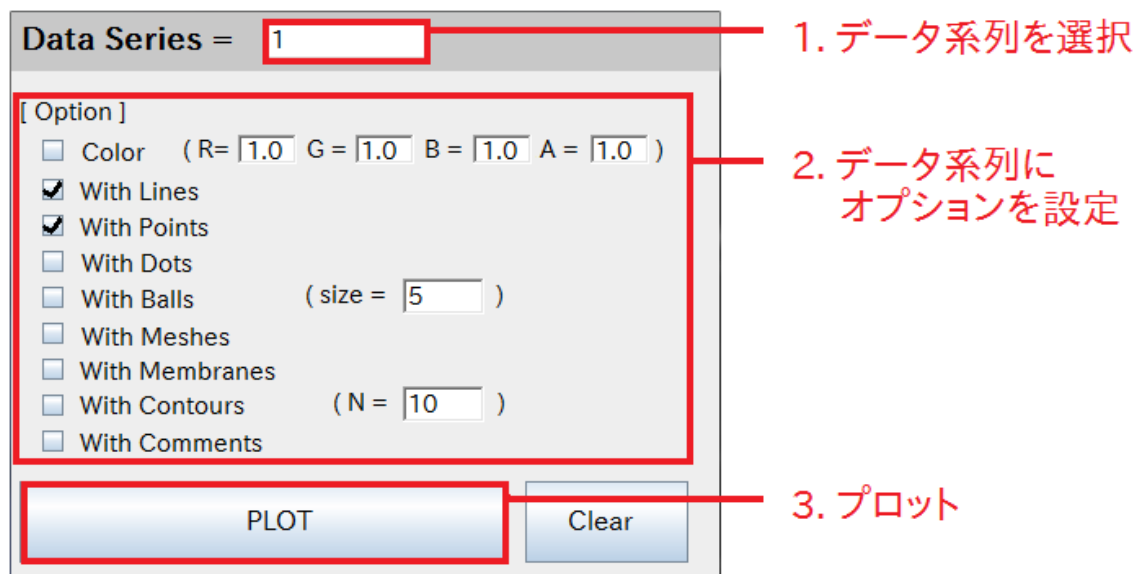 Data Series = 1
1. データ系列を選択
[ Option ]
Color ( R= 1.0 G = 1.0 B = 1.0 A = 1.0 )
With Lines
With Points
2. データ系列に
オプションを設定
With Dots
With Balls ( size = 5 )
With Meshes
With Membranes
With Contours ( N = 10 )
With Comments
PLOT
Clear
3. プロット